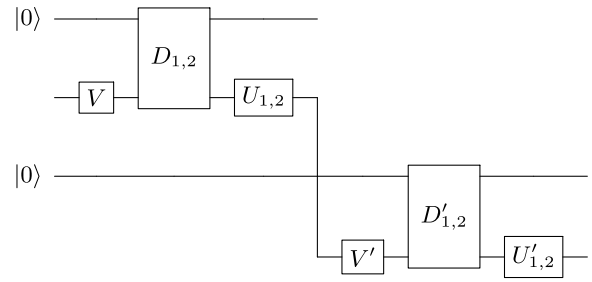 |0⟩
D₁,₂
V
U₁,₂
|0⟩
D′₁,₂
V′
U′₁,₂